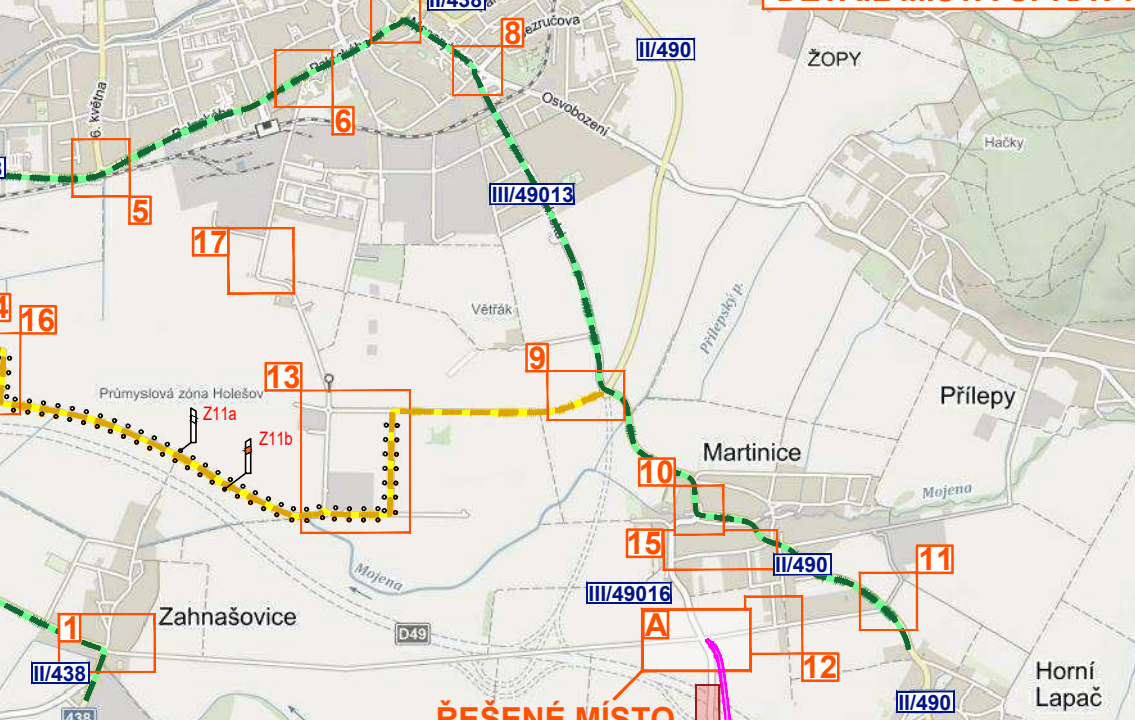 II/438
8
Bezručova
II/490
ŽOPY
6
6. května
Osvobození
Hačky
III/49013
5
17
Přílepský p.
Větřák
16
9
13
Průmyslová zóna Holešov
Z11a
Přílepy
Z11b
Martinice
10
Mojena
15
11
II/490
Mojena
III/49016
Zahnašovice
1
A
D49
12
II/438
Horní
Lapač
II/490
ŘEŠENÉ MÍSTO
438